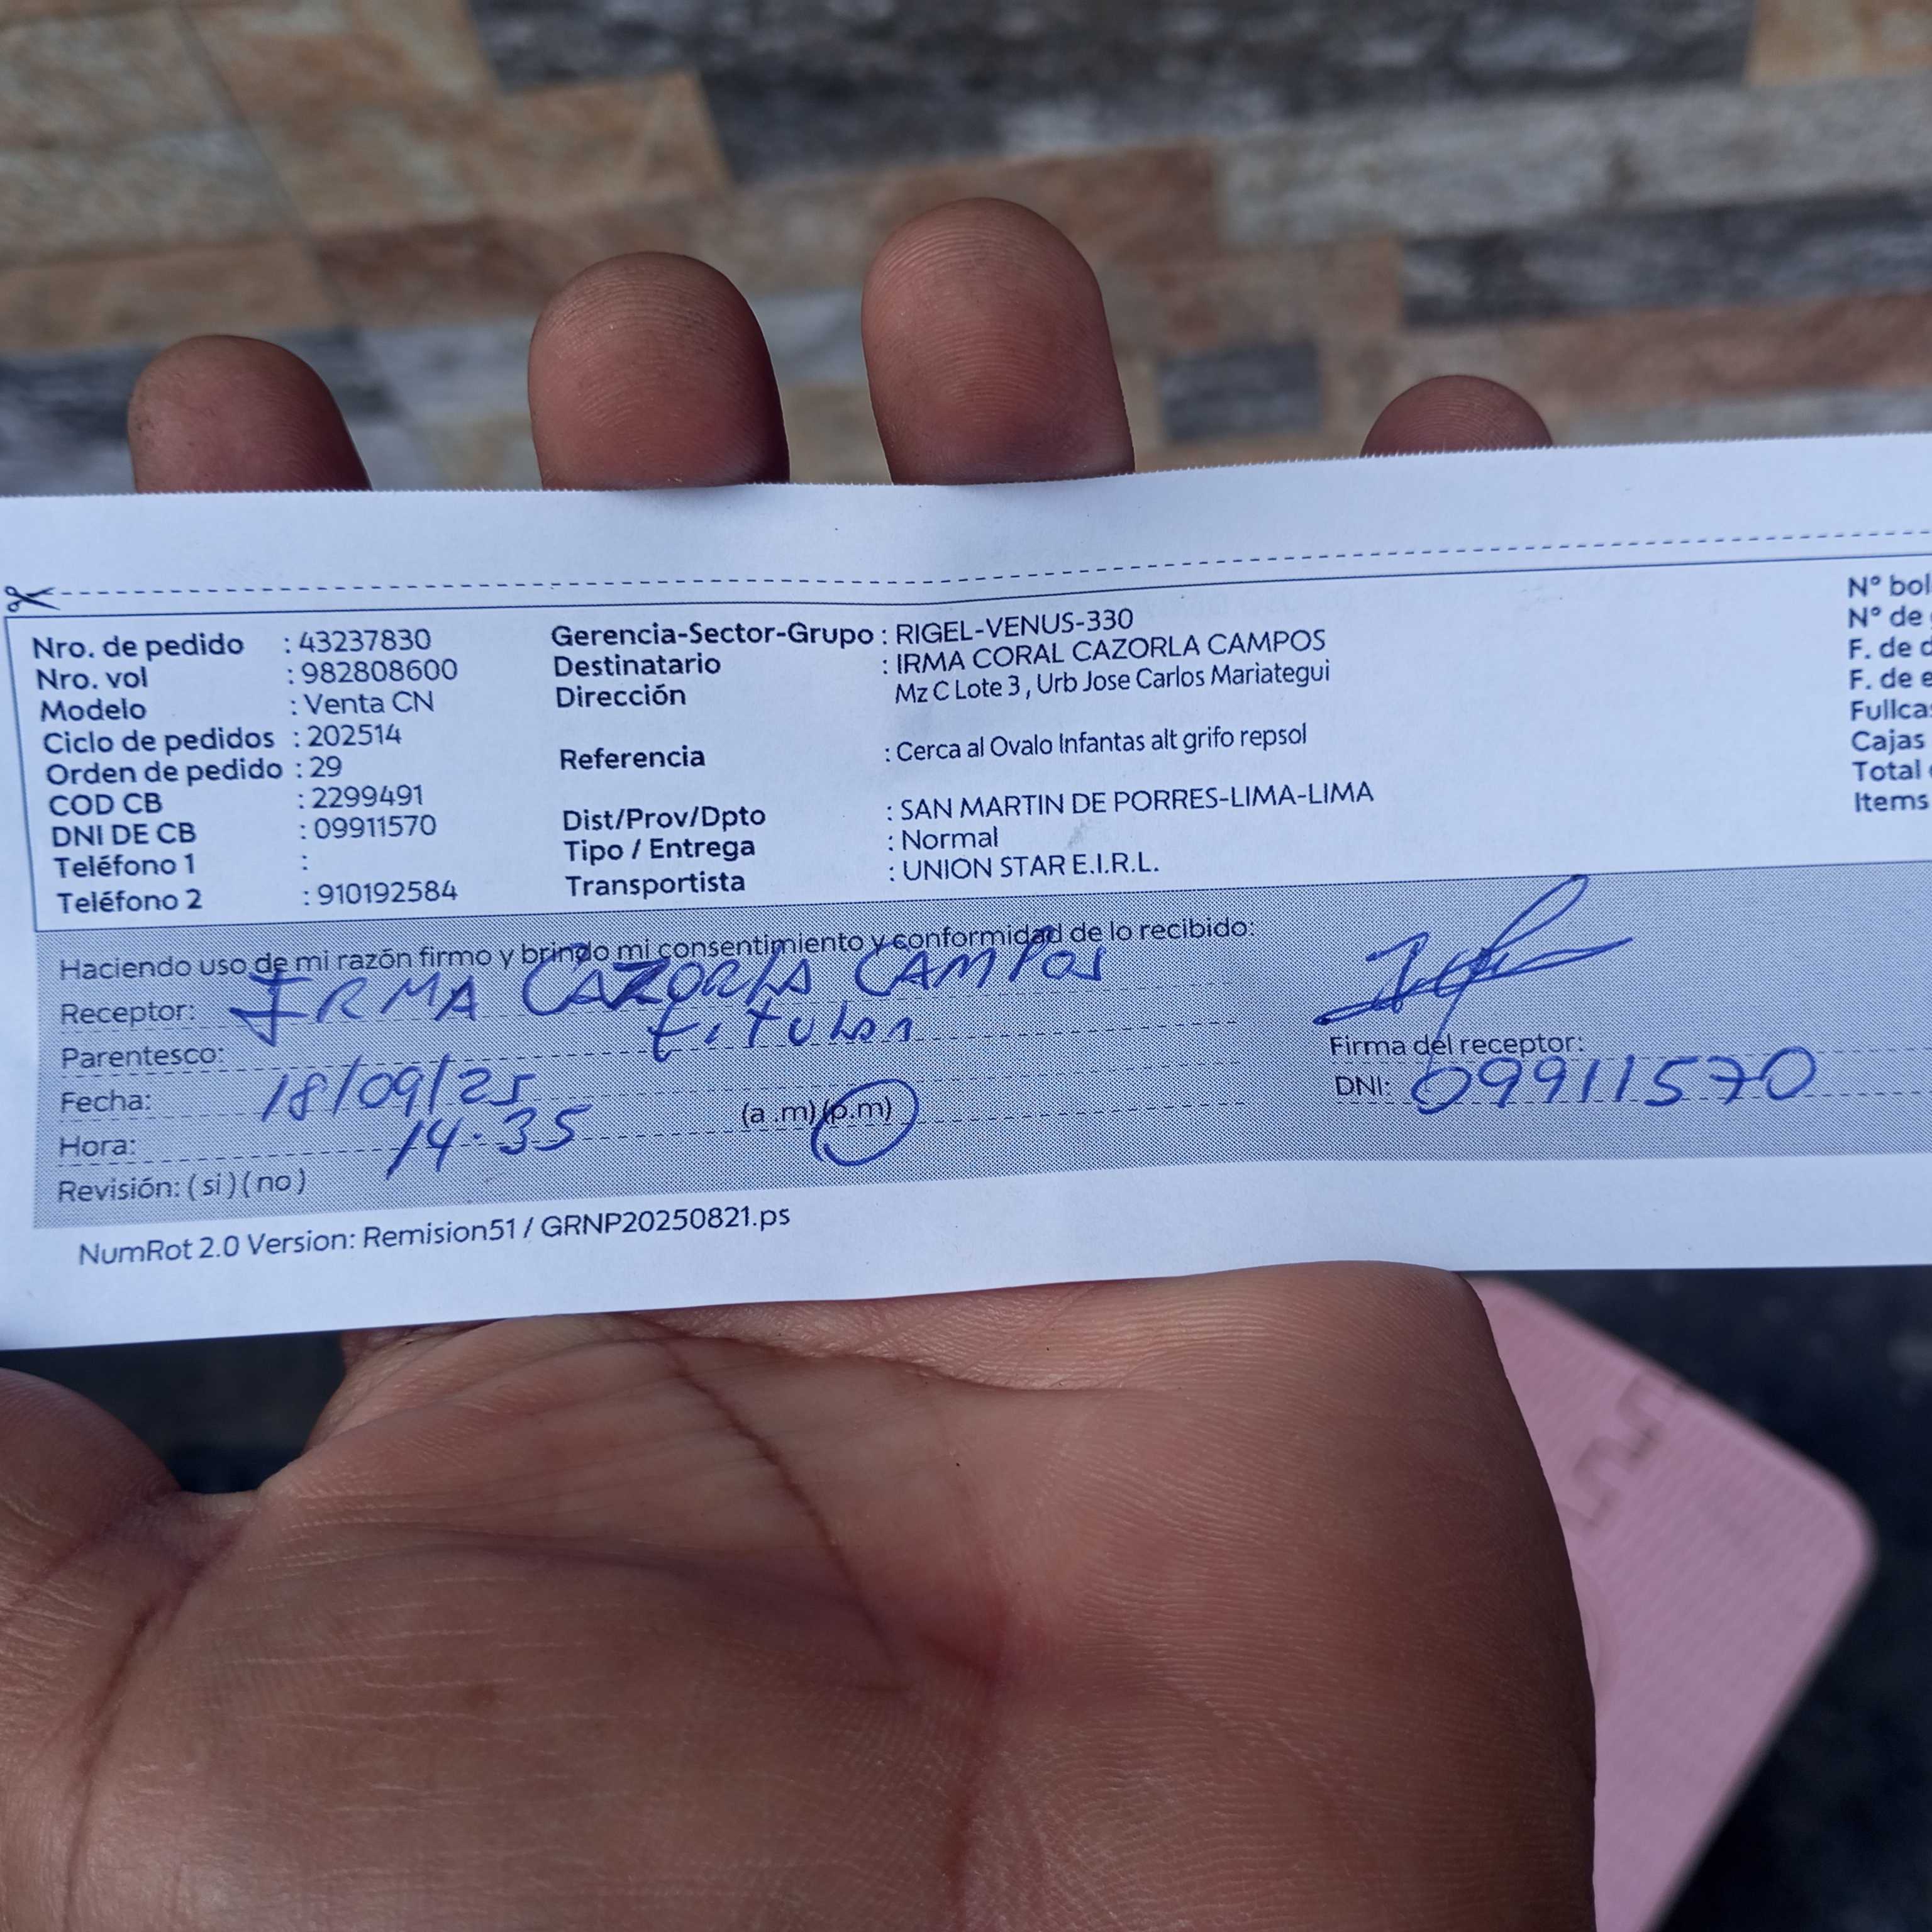 Nro. de pedido : 43237830
Nro. vol : 982808600
Modelo : Venta CN
Ciclo de pedidos : 202514
Orden de pedido : 29
COD CB : 2299491
DNI DE CB : 09911570
Teléfono 1 :
Teléfono 2 : 910192584
Gerencia-Sector-Grupo : RIGEL-VENUS-330
Destinatario : IRMA CORAL CAZORLA CAMPOS
Dirección Mz C Lote 3 , Urb Jose Carlos Mariategui
Referencia : Cerca al Ovalo Infantas alt grifo repsol
Dist/Prov/Dpto : SAN MARTIN DE PORRES-LIMA-LIMA
Tipo / Entrega : Normal
Transportista : UNION STAR E.I.R.L.
N° bol
N° de
F. de
F. de e
Fullca
Cajas
Total
Items
Haciendo uso de mi razón firmo y brindo mi consentimiento y conformidad de lo recibido:
Receptor: IRMA CAZORLA CAMPOS
Parentesco: titular
Fecha: 18/09/25
Hora: 14.35 (a .m) (p.m)
Revisión: ( si ) ( no )
Firma del receptor:
DNI: 09911570
NumRot 2.0 Version: Remision51 / GRNP20250821.ps